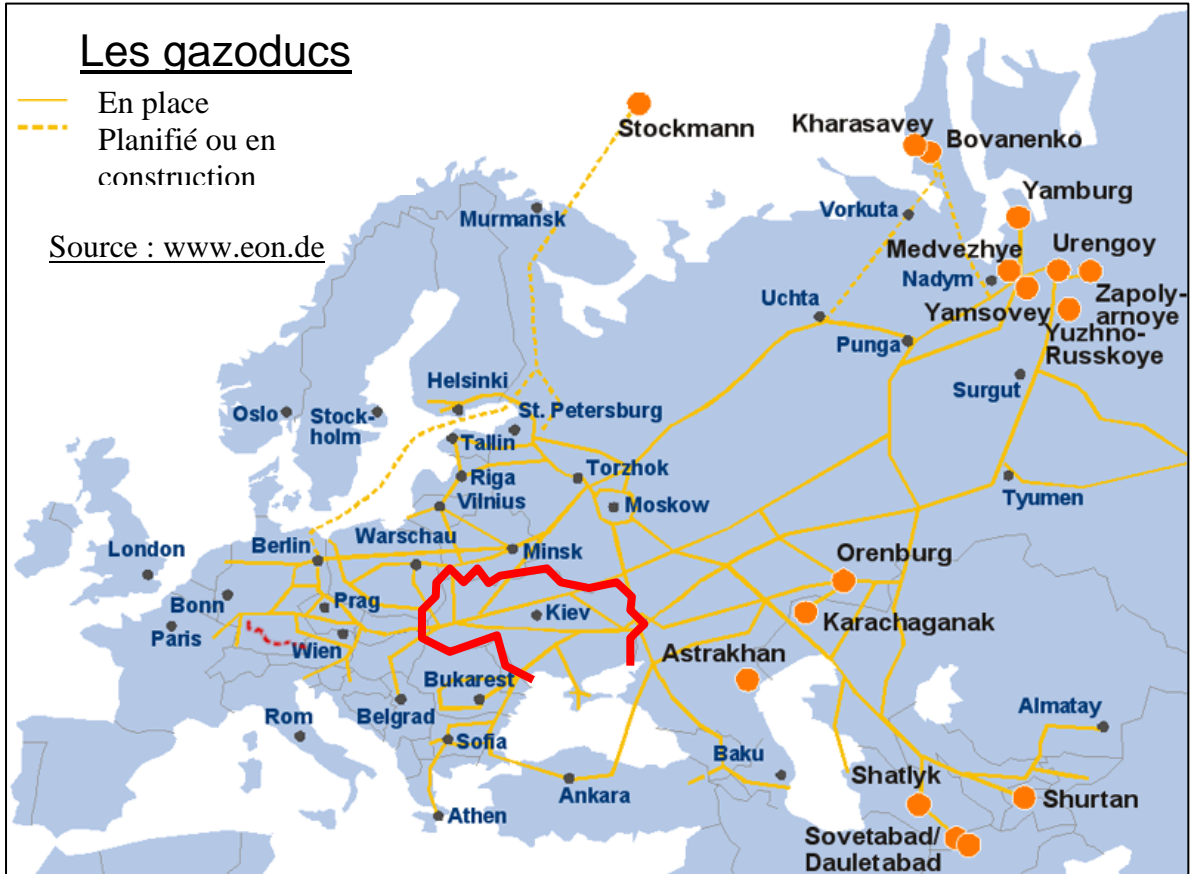 Les gazoducs
En place
Planifié ou en
construction
Source : www.eon.de
Stockmann
Kharasavey
Bovanenko
Murmansk
Vorkuta
Yamburg
Medvezhye
Urengoy
Nadym
Zapoly-
arnoye
Uchta
Yamsovey
Punga
Yuzhno-
Russkoye
Surgut
Helsinki
Oslo
Stock-
holm
St. Petersburg
Tallin
Riga
Torzhok
Vilnius
Moskow
Tyumen
London
Berlin
Warschau
Minsk
Orenburg
Bonn
Prag
Kiev
Karachaganak
Paris
Wien
Astrakhan
Bukarest
Rom
Belgrad
Almatay
Sofia
Baku
Shatlyk
Ankara
Shurtan
Athen
Sovetabad/
Dauletabad